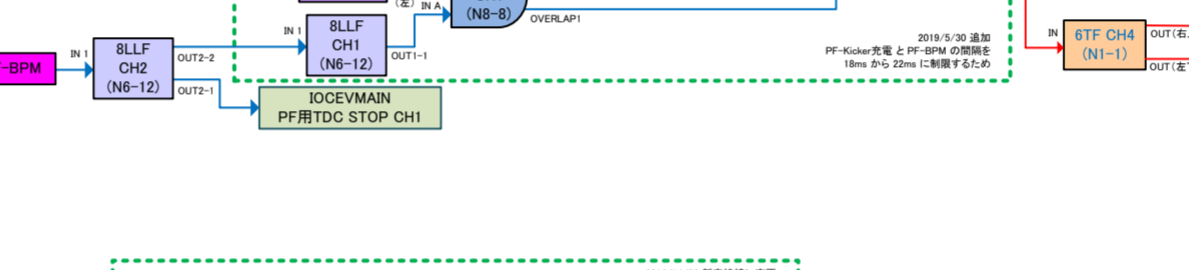 (左)
IN A
(N8-8)
OVERLAP1
8LLF
CH1
(N6-12)
IN 1
OUT1-1
-BPM
IN 1
8LLF
CH2
(N6-12)
OUT2-2
OUT2-1
IOCEVMAIN
PF用TDC STOP CH1
2019/5/30 追加
PF-Kicker充電 と PF-BPM の間隔を
18ms から 22ms に制限するため
IN
6TF CH4
(N1-1)
OUT(右
OUT(左